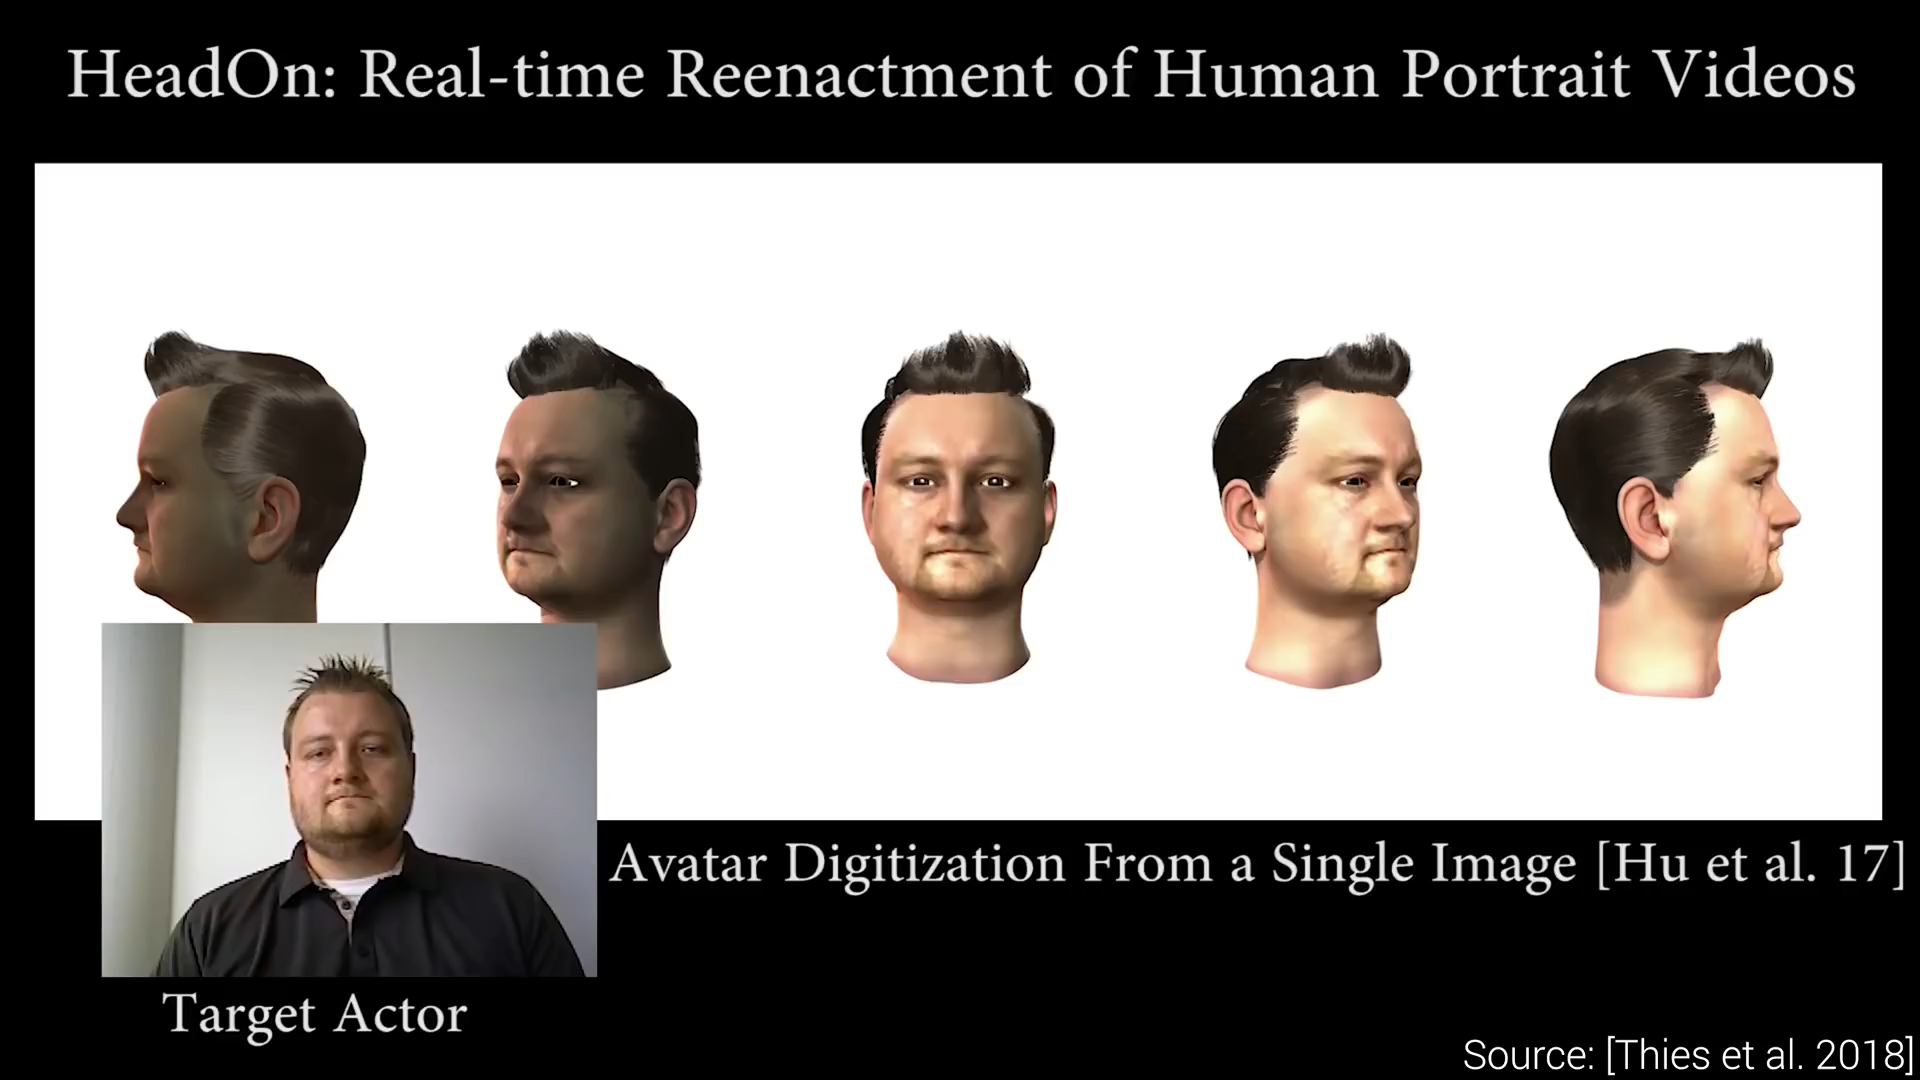 HeadOn: Real-time Reenactment of Human Portrait Videos
Avatar Digitization From a Single Image [Hu et al. 17]
Target Actor
Source: [Thies et al. 2018]